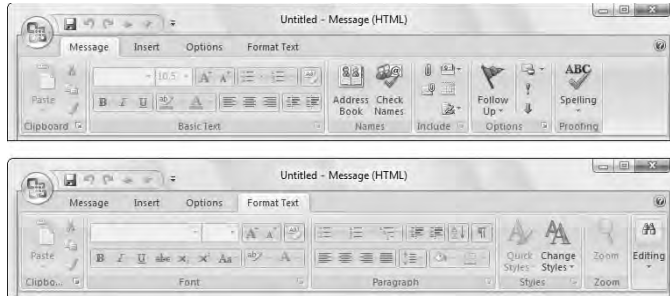 Untitled - Message (HTML)
Message Insert Options Format Text
10.5 A A
Paste B I U A Address Book Check Names Follow Up ABC Spelling
Clipboard Basic Text Names Include Options Proofing
Untitled - Message (HTML)
Message Insert Options Format Text
A A
Paste B I U abc x, x' Aa A Quick Styles Change Styles Zoom Editing
Clipbo... Font Paragraph Styles Zoom